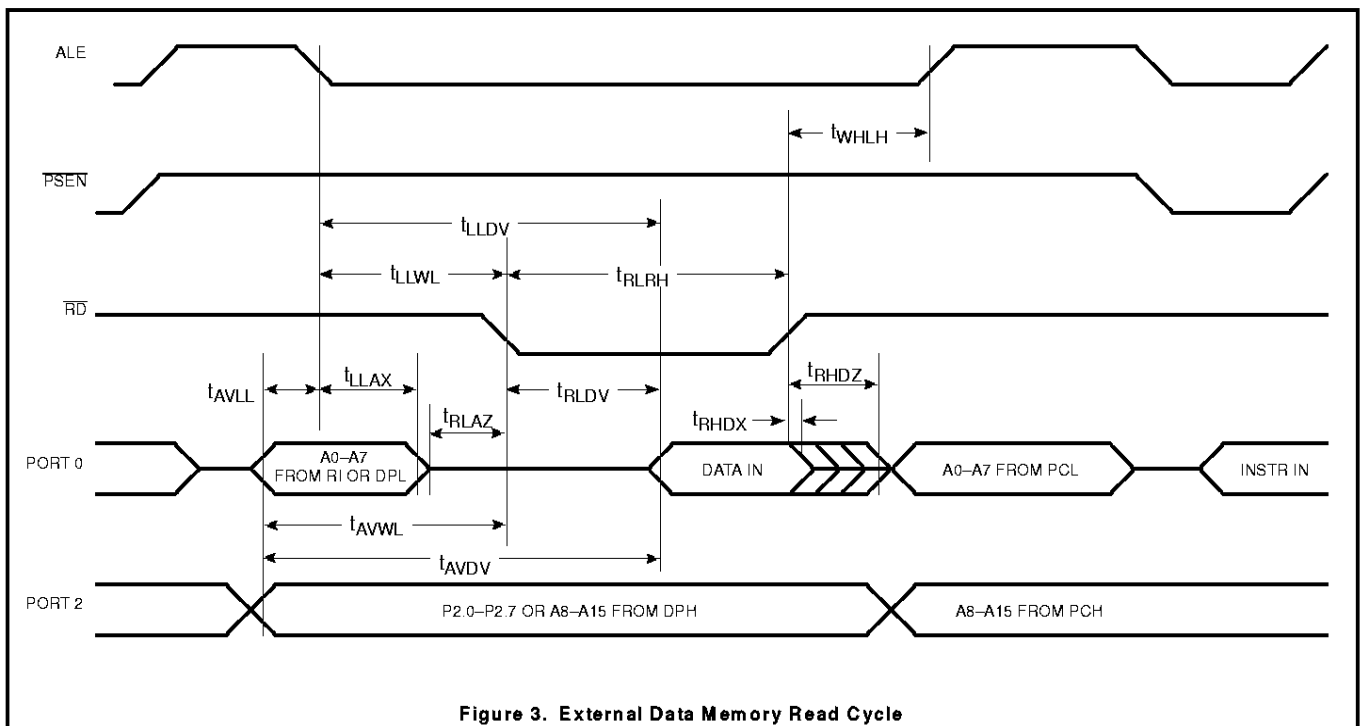 ALE
tWHLH
PSEN
tLLDV
tLLWL
tRLRH
RD
tAVLL
tLLAX
tRLDV
tRHDZ
tRLAZ
tRHDX
PORT 0
A0–A7
FROM RI OR DPL
DATA IN
A0–A7 FROM PCL
INSTR IN
tAVWL
tAVDV
PORT 2
P2.0–P2.7 OR A8–A15 FROM DPH
A8–A15 FROM PCH
Figure 3. External Data Memory Read Cycle